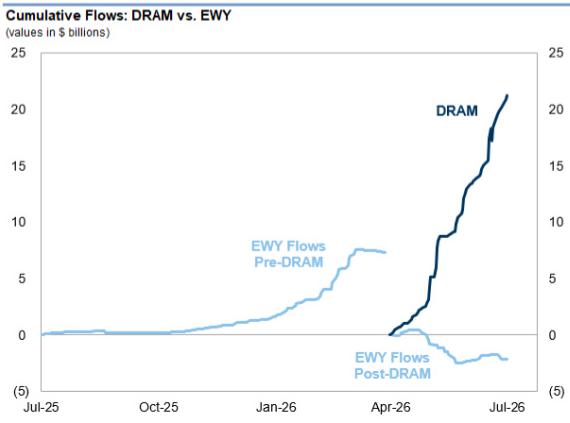 Cumulative Flows: DRAM vs. EWY
(values in $ billions)
25
20
15
10
5
0
(5)
25
20
15
10
5
0
(5)
DRAM
EWY Flows
Pre-DRAM
EWY Flows
Post-DRAM
Jul-25
Oct-25
Jan-26
Apr-26
Jul-26